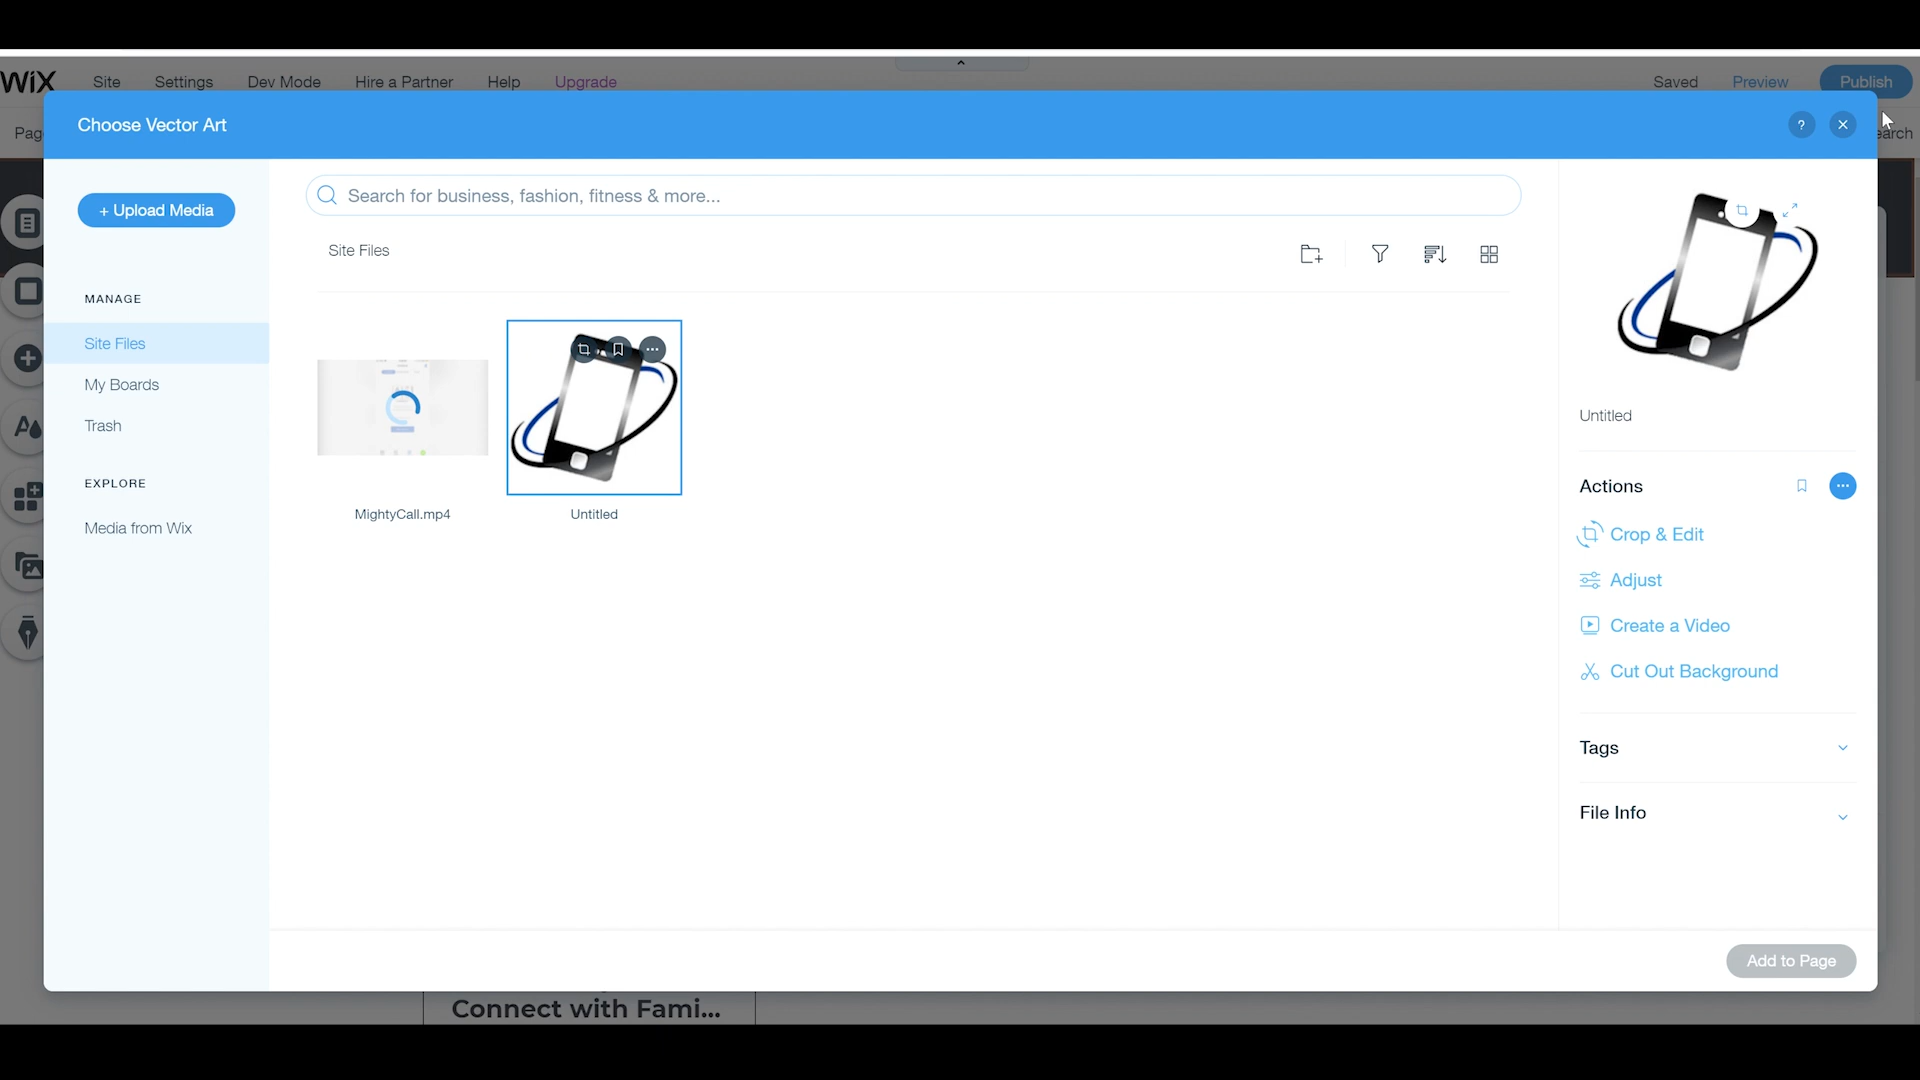 WiX Site Settings Dev Mode Hire a Partner Help Upgrade Saved Preview Publish
Choose Vector Art ?
+ Upload Media
Search for business, fashion, fitness & more...
Site Files
MANAGE
Site Files
My Boards
Trash
EXPLORE
Media from Wix
MightyCall.mp4
Untitled
Untitled
Actions
Crop & Edit
Adjust
Create a Video
Cut Out Background
Tags
File Info
Add to Page
Connect with Fami...